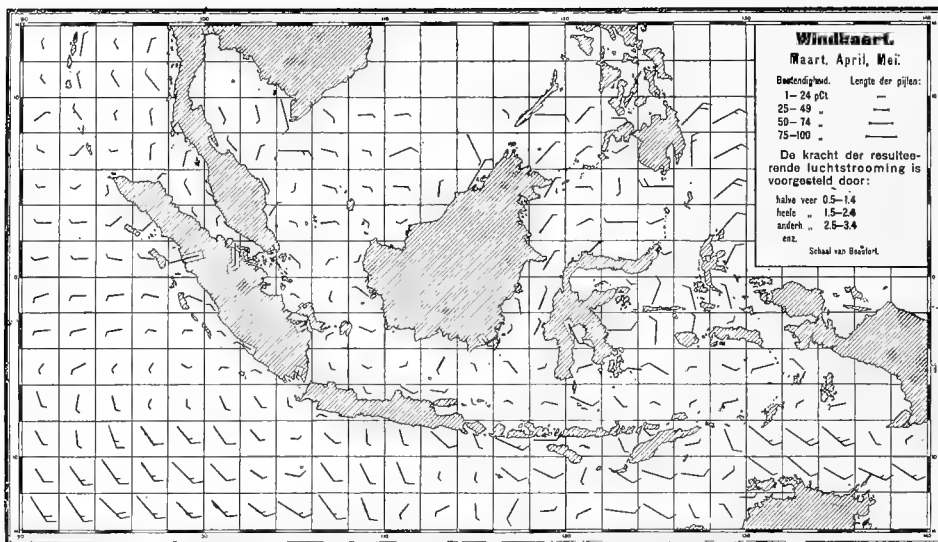 Windkaart.
Maart, April, Mei.
Bestendigheid. Lengte der pijlen:
1—24 pCt
25—49 „
50—74 „
75—100 „
De kracht der resultee-
rende luchtstrooming is
voorgesteld door:
halve veer 0.5—1.4
heele „ 1.5—2.4
anderh. „ 2.5—3.4
enz.
Schaal van Beaufort.